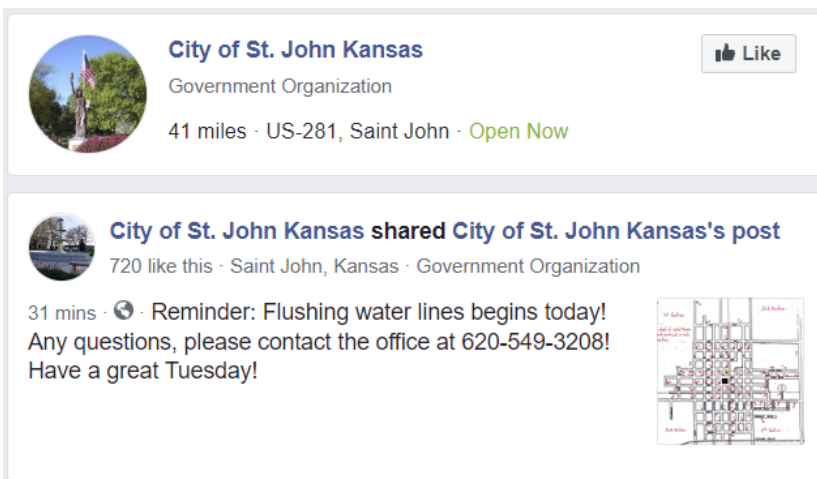 City of St. John Kansas
Like
Government Organization
41 miles · US-281, Saint John · Open Now
City of St. John Kansas shared City of St. John Kansas's post
720 like this · Saint John, Kansas · Government Organization
31 mins · Reminder: Flushing water lines begins today!
Any questions, please contact the office at 620-549-3208!
Have a great Tuesday!